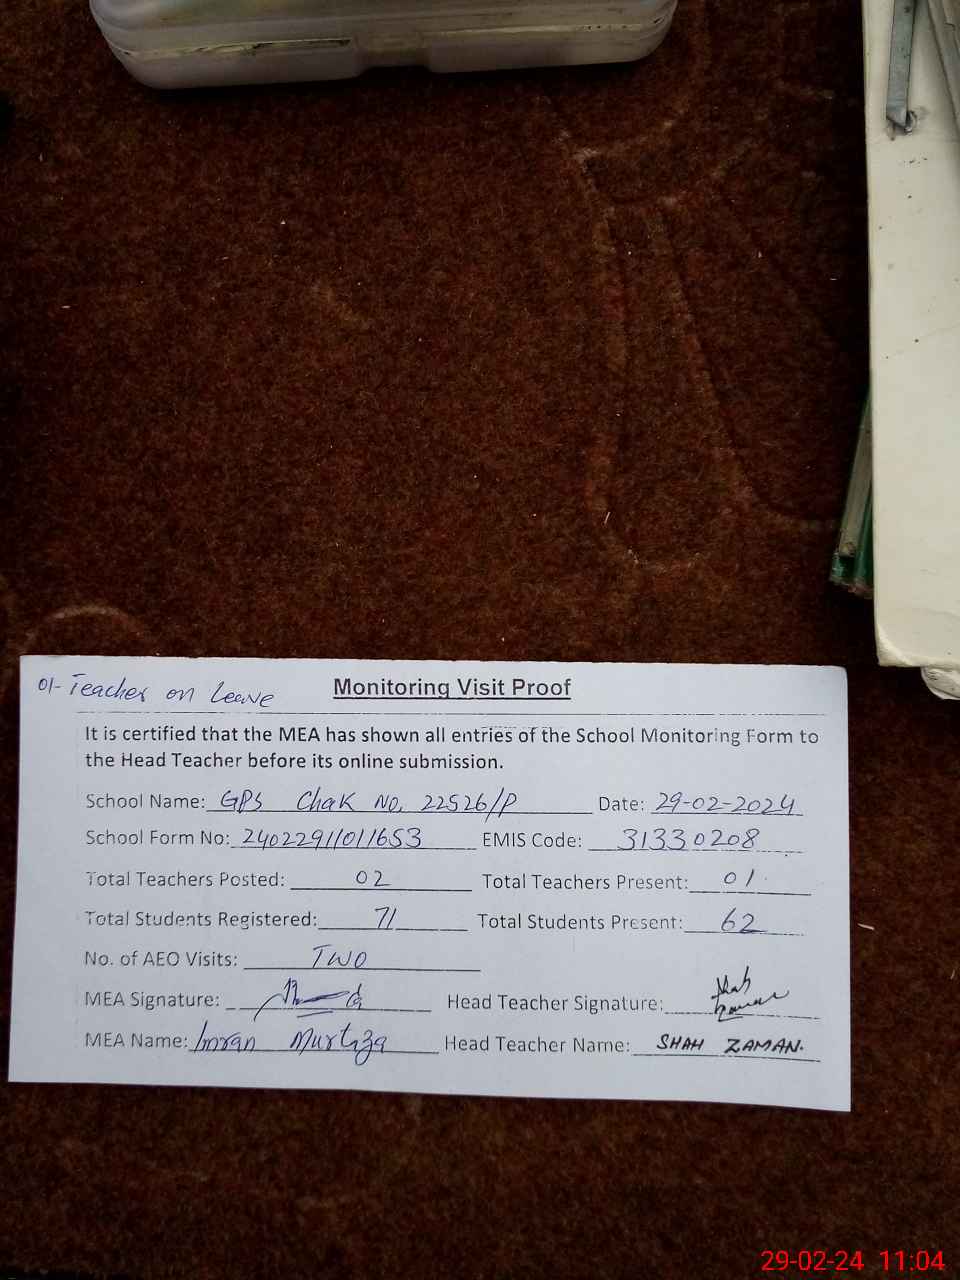 01- Teacher on Leave
Monitoring Visit Proof
It is certified that the MEA has shown all entries of the School Monitoring Form to
the Head Teacher before its online submission.
School Name: GPS Chak No. 22526/P Date: 29-02-2024
School Form No: 24022911011653 EMIS Code: 31330208
Total Teachers Posted: 02 Total Teachers Present: 01
Total Students Registered: 71 Total Students Present: 62
No. of AEO Visits: TWO
MEA Signature: Head Teacher Signature: Shah Zaman
MEA Name: Imran Murtiza Head Teacher Name: SHAH ZAMAN.
29-02-24 11:04